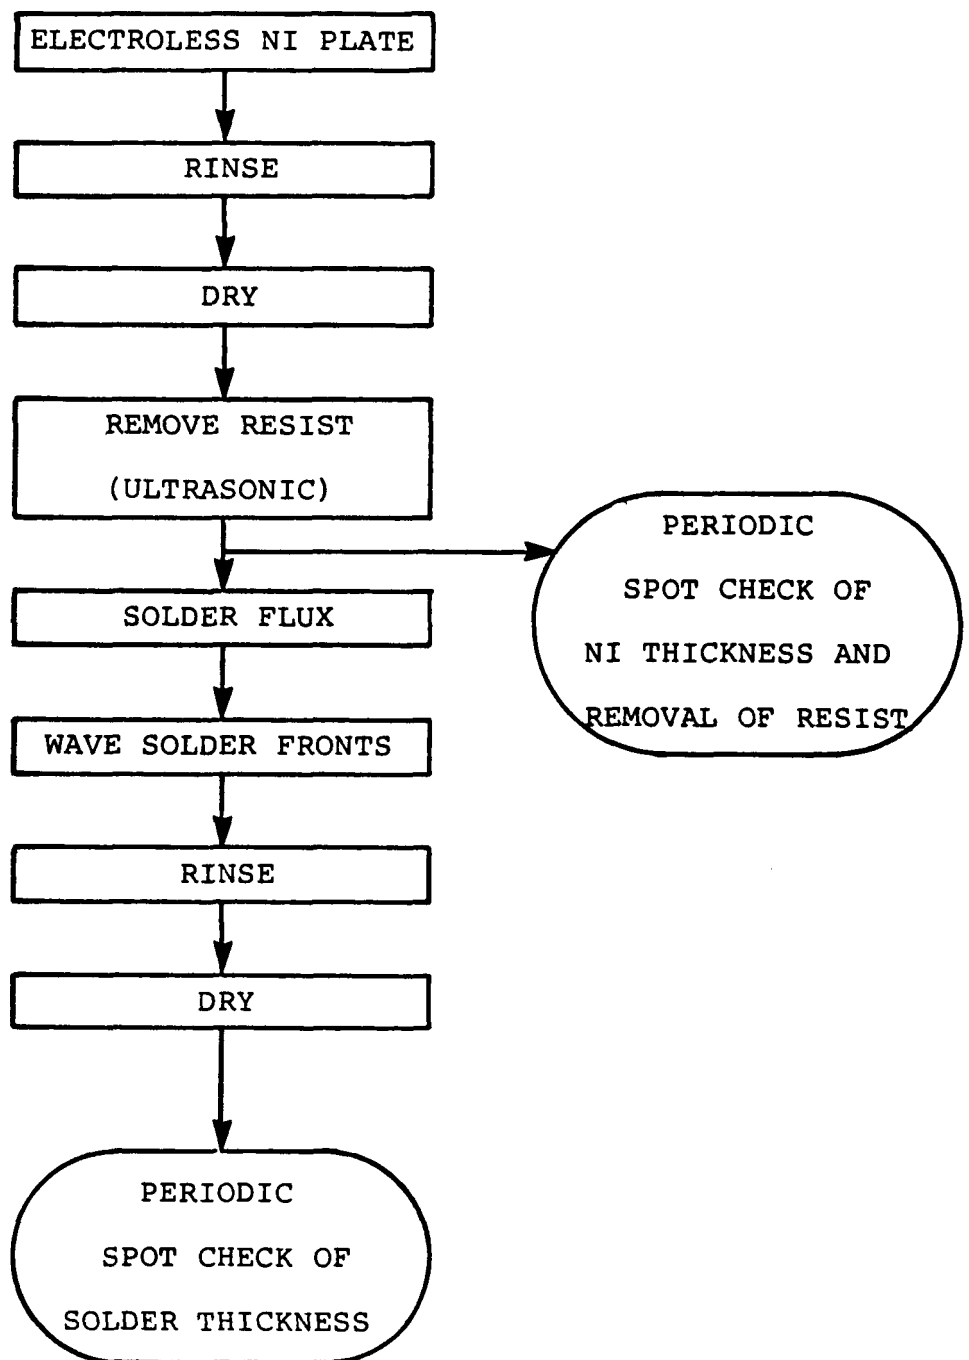 ELECTROLESS NI PLATE
RINSE
DRY
REMOVE RESIST
(ULTRASONIC)
PERIODIC
SPOT CHECK OF
NI THICKNESS AND
REMOVAL OF RESIST
SOLDER FLUX
WAVE SOLDER FRONTS
RINSE
DRY
PERIODIC
SPOT CHECK OF
SOLDER THICKNESS